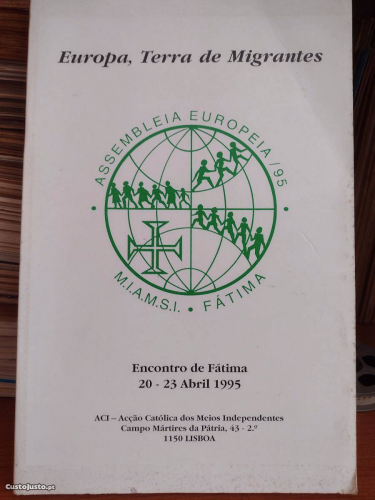 Europa, Terra de Migrantes
ASSEMBLEIA EUROPEIA/95
M.I.A.M.S.I. • FÁTIMA
Encontro de Fátima
20 - 23 Abril 1995
ACI – Acção Católica dos Meios Independentes
Campo Mártires da Pátria, 43 - 2.º
1150 LISBOA
CustoJusto.pt